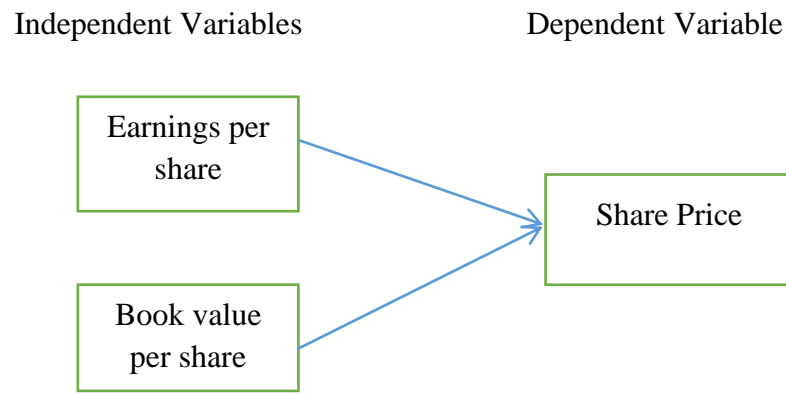 Independent Variables
Dependent Variable
Earnings per
share
Share Price
Book value
per share